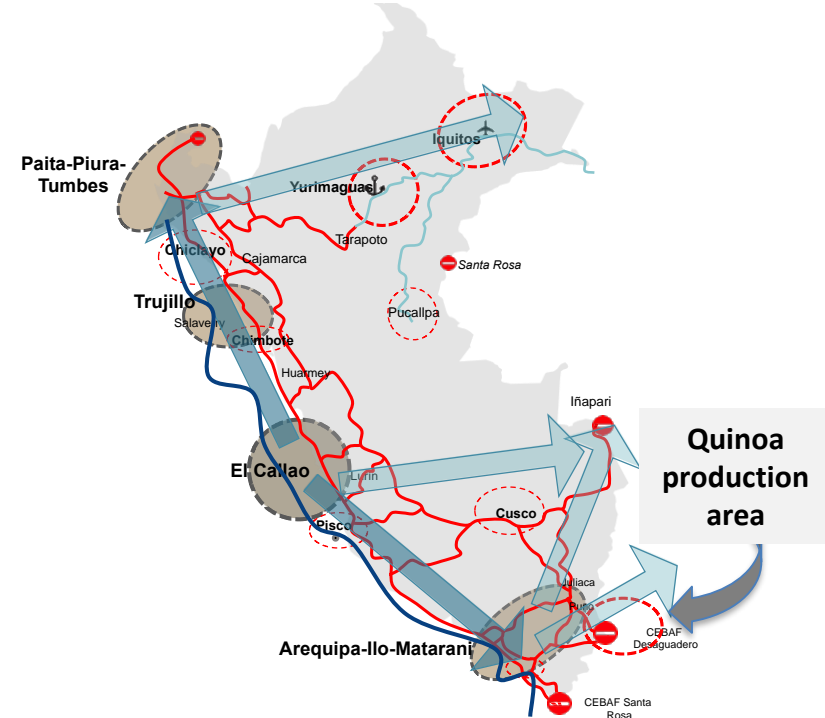 Iquitos
Paita-Piura-
Tumbes
Yurimaguas
Tarapoto
Chiclayo
Cajamarca
Santa Rosa
Trujillo
Salaverry
Pucallpa
Chimbote
Huarmey
Iñapari
Quinoa
production
area
El Callao
Lurin
Cusco
Pisco
Juliaca
Puno
CEBAF
Desaguadero
Arequipa-Ilo-Matarani
CEBAF Santa
Rosa